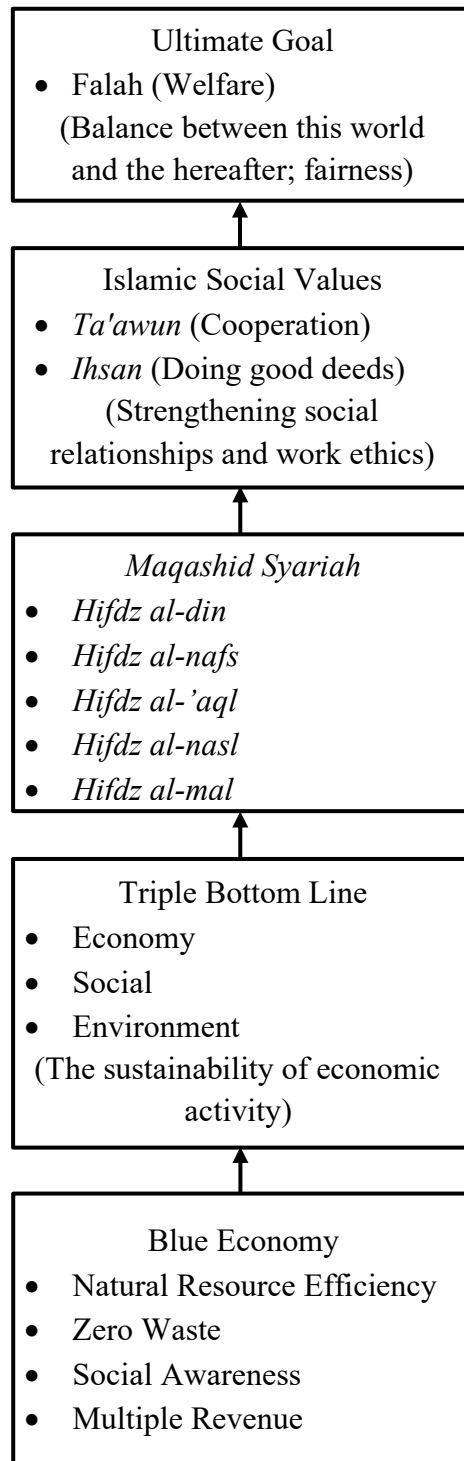 Ultimate Goal
• Falah (Welfare)
(Balance between this world
and the hereafter; fairness)
Islamic Social Values
• Ta'awun (Cooperation)
• Ihsan (Doing good deeds)
(Strengthening social
relationships and work ethics)
Maqashid Syariah
• Hifdz al-din
• Hifdz al-nafs
• Hifdz al-’aql
• Hifdz al-nasl
• Hifdz al-mal
Triple Bottom Line
• Economy
• Social
• Environment
(The sustainability of economic
activity)
Blue Economy
• Natural Resource Efficiency
• Zero Waste
• Social Awareness
• Multiple Revenue